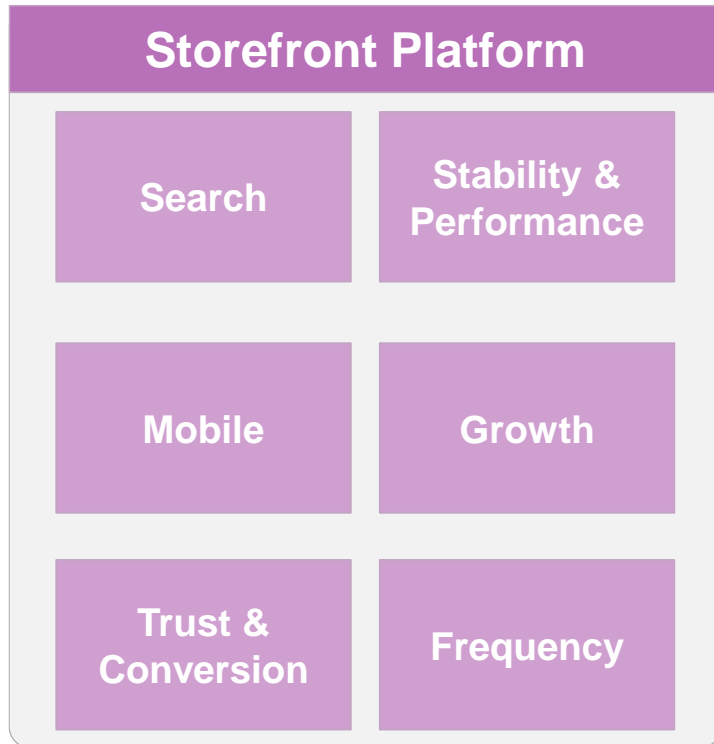 Storefront Platform
Search
Stability &
Performance
Mobile
Growth
Trust &
Conversion
Frequency